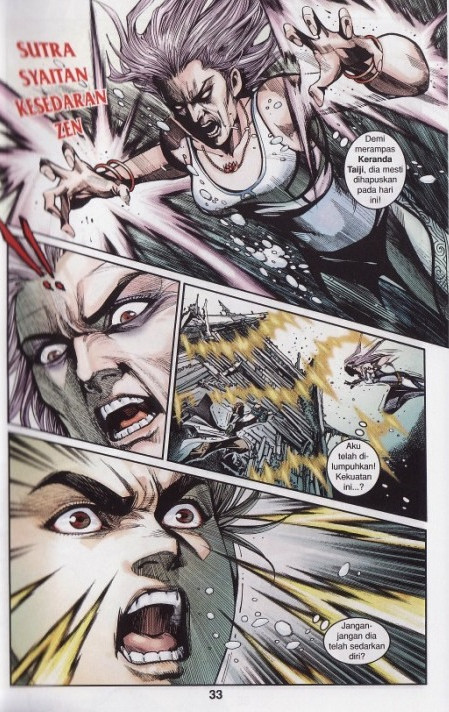 SUTRA
SYAITAN
KESEDARAN
ZEN
Demi
merampas
Keranda
Taiji, dia mesti
dihapuskan
pada hari
ini!
!!
Aku
telah di-
lumpuhkan!
Kekuatan
ini...?
Jangan-
jangan dia
telah sedarkan
diri?
33